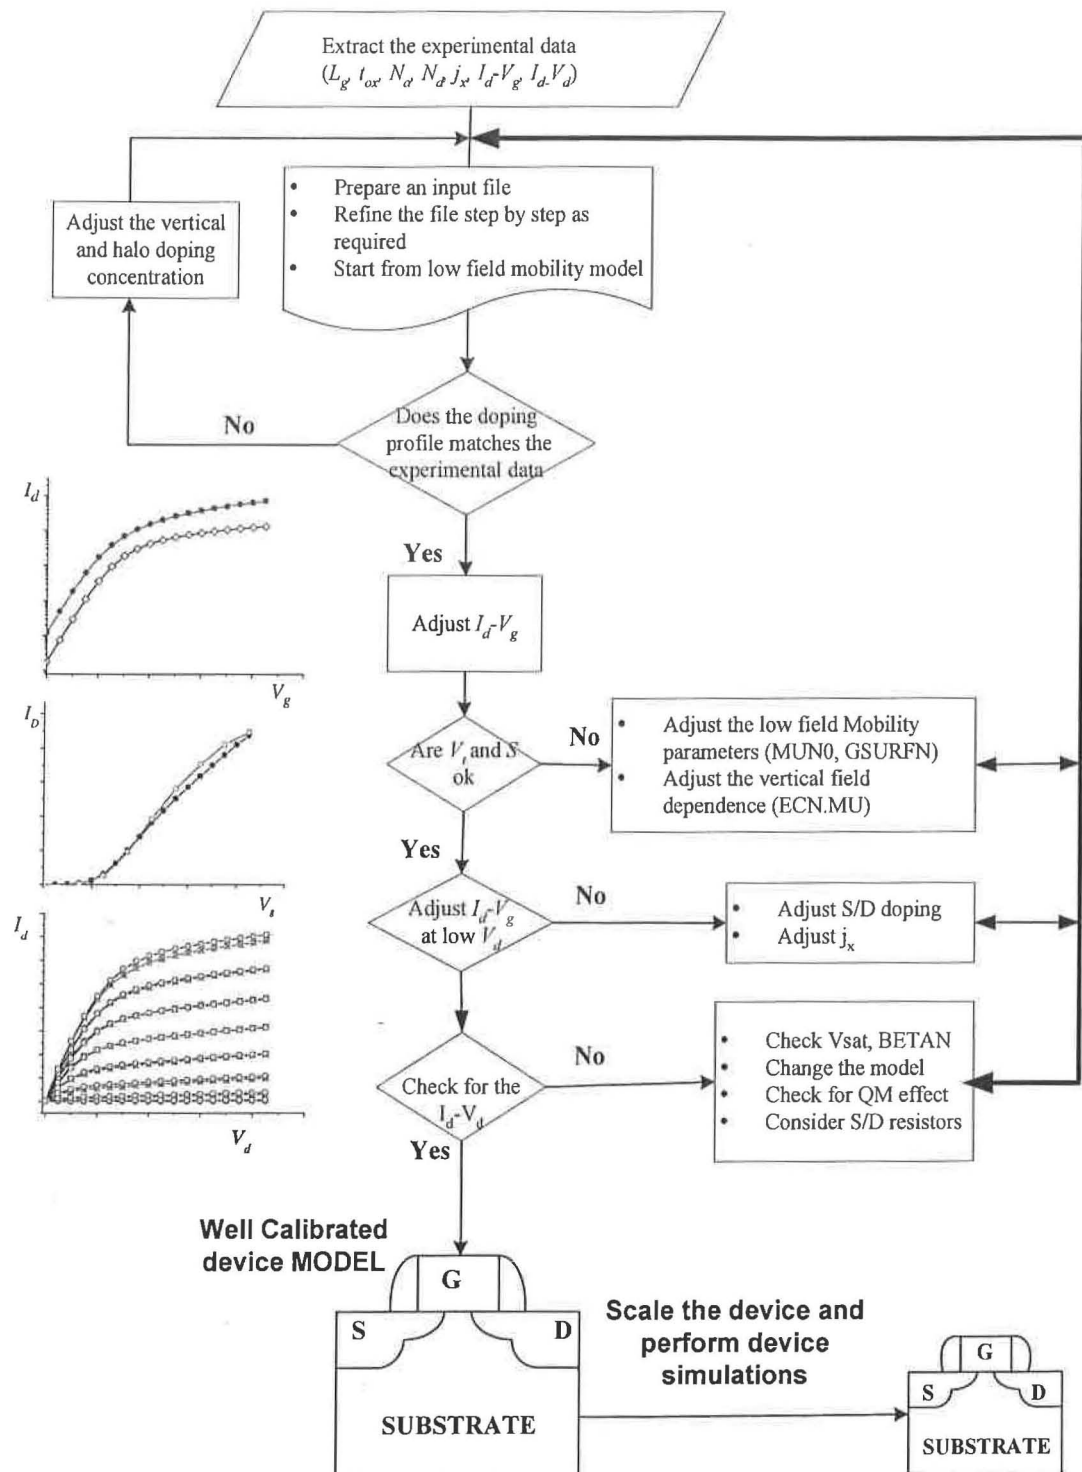 Extract the experimental data
(L_g, t_ox, N_a, N_d, j_x, I_d-V_g, I_d-V_d)
Adjust the vertical
and halo doping
concentration
• Prepare an input file
• Refine the file step by step as
required
• Start from low field mobility model
No
Does the doping
profile matches the
experimental data
Yes
I_d
V_g
Adjust I_d-V_g
I_D
V_g
Are V_t and S
ok
No
• Adjust the low field Mobility
parameters (MUN0, GSURFN)
• Adjust the vertical field
dependence (ECN.MU)
Yes
Adjust I_d-V_g
at low V_d
No
• Adjust S/D doping
• Adjust j_x
I_d
V_d
Check for the
I_d-V_d
No
• Check Vsat, BETAN
• Change the model
• Check for QM effect
• Consider S/D resistors
Yes
Well Calibrated
device MODEL
G
S
D
SUBSTRATE
Scale the device and
perform device
simulations
G
S
D
SUBSTRATE